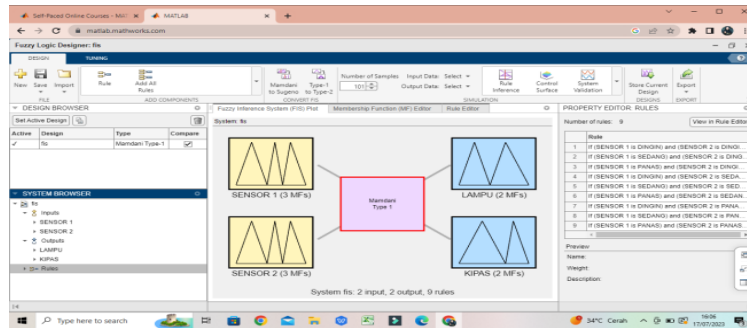 Self-Paced Online Courses - MAT
MATLAB
matlab.mathworks.com
Fuzzy Logic Designer: fis
DESIGN
TUNING
New
Save
Import
Rule
Add All Rules
Mamdani to Sugeno
Type-1 to Type-2
Number of Samples
Input Data: Select
101
Output Data: Select
Rule Inference
Control Surface
System Validation
Store Current Design
Export
FILE
ADD COMPONENTS
CONVERT FIS
SIMULATION
DESIGNS
EXPORT
DESIGN BROWSER
Fuzzy Inference System (FIS) Plot
Membership Function (MF) Editor
Rule Editor
PROPERTY EDITOR: RULES
Set Active Design
System: fis
Number of rules: 9
View in Rule Editor
Active Design Type Compare
fis Mamdani Type-1
Rule
1 If (SENSOR 1 is DINGIN) and (SENSOR 2 is DINGI...
2 If (SENSOR 1 is SEDANG) and (SENSOR 2 is DING...
3 If (SENSOR 1 is PANAS) and (SENSOR 2 is DINGI...
4 If (SENSOR 1 is DINGIN) and (SENSOR 2 is SEDA...
5 If (SENSOR 1 is SEDANG) and (SENSOR 2 is SED...
6 If (SENSOR 1 is PANAS) and (SENSOR 2 is SEDAN...
7 If (SENSOR 1 is DINGIN) and (SENSOR 2 is PANA...
8 If (SENSOR 1 is SEDANG) and (SENSOR 2 is PANA...
9 If (SENSOR 1 is PANAS) and (SENSOR 2 is PANAS...
SYSTEM BROWSER
fis
Inputs
SENSOR 1
SENSOR 2
Outputs
LAMPU
KIPAS
Rules
SENSOR 1 (3 MFs)
Mamdani
Type 1
LAMPU (2 MFs)
SENSOR 2 (3 MFs)
KIPAS (2 MFs)
System fis: 2 input, 2 output, 9 rules
Preview
Name:
Weight:
Description:
Type here to search
34°C Cerah
16:06
17/07/2023